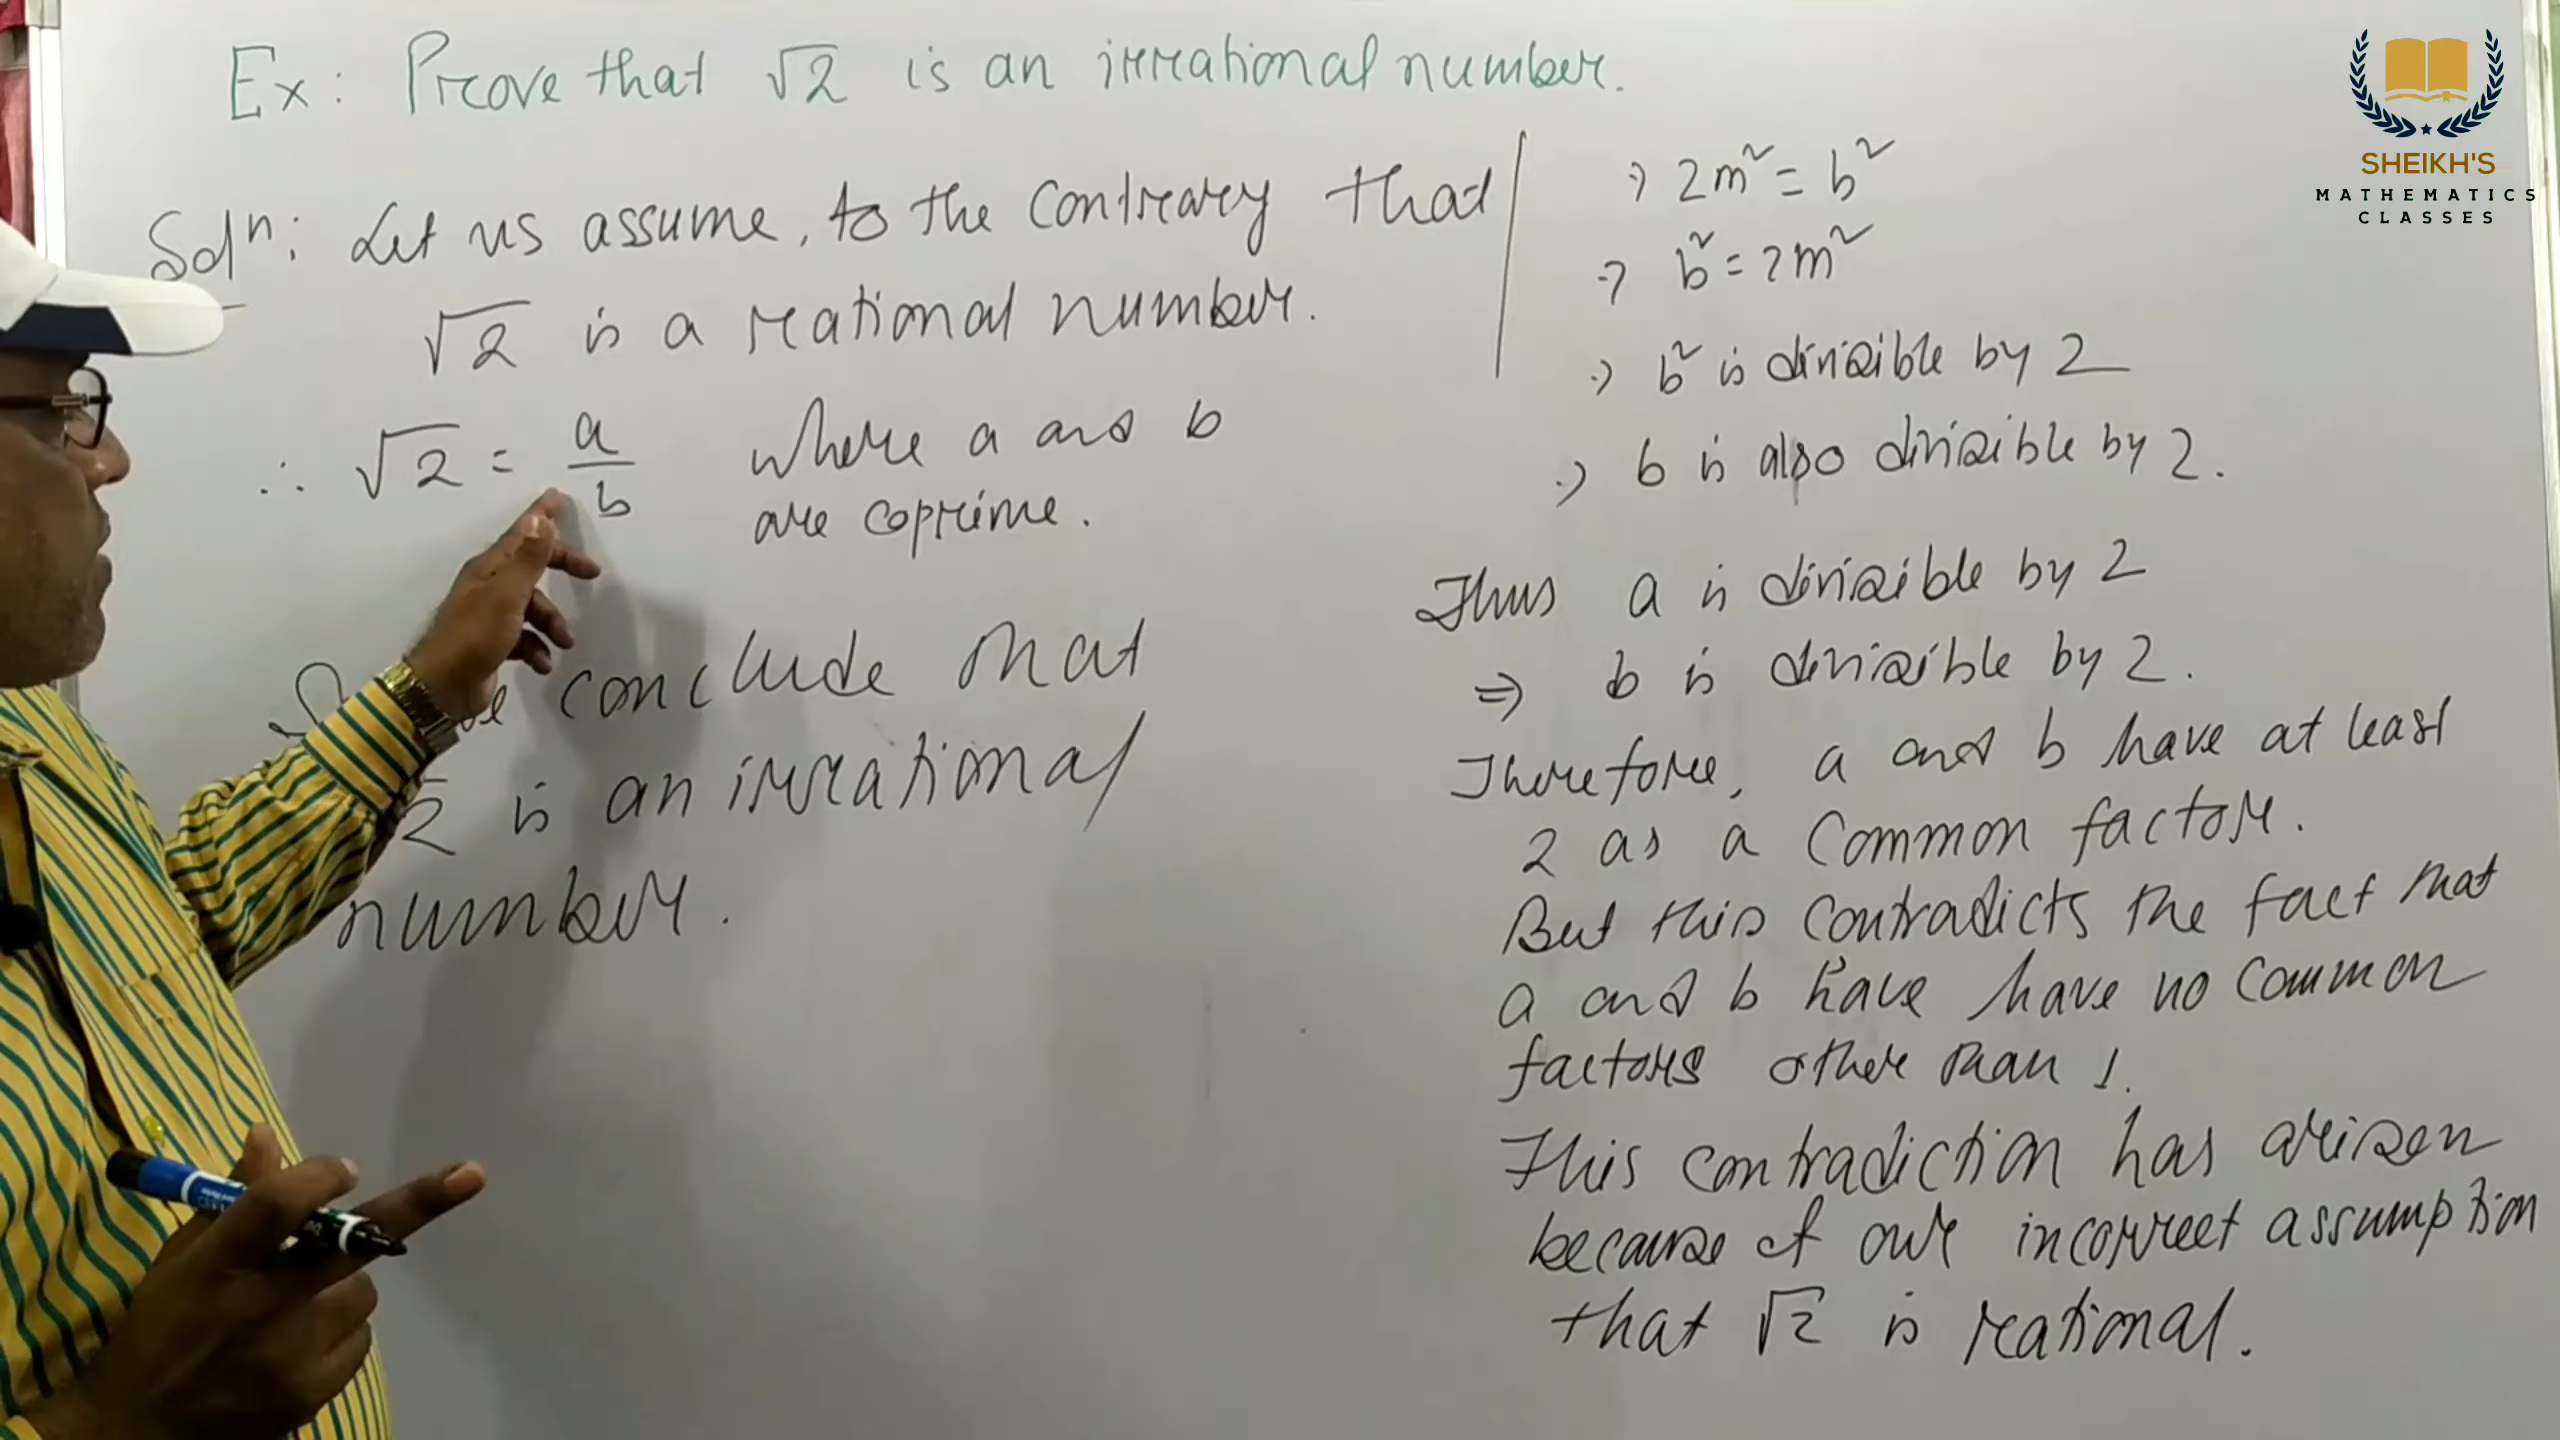 Ex: Prove that √2 is an irrational number.
Soln: Let us assume, to the contrary that
√2 is a rational number.
∴ √2 = a/b where a and b
are coprime.
conclude that
2 is an irrational
number.
⇒ 2m² = b²
⇒ b² = 2m²
⇒ b² is divisible by 2
⇒ b is also divisible by 2.
Thus a is divisible by 2
⇒ b is divisible by 2.
Therefore, a and b have at least
2 as a common factor.
But this contradicts the fact that
a and b have have no common
factors other than 1.
This contradiction has arisen
because of our incorrect assumption
that √2 is rational.
SHEIKH'S
MATHEMATICS
CLASSES